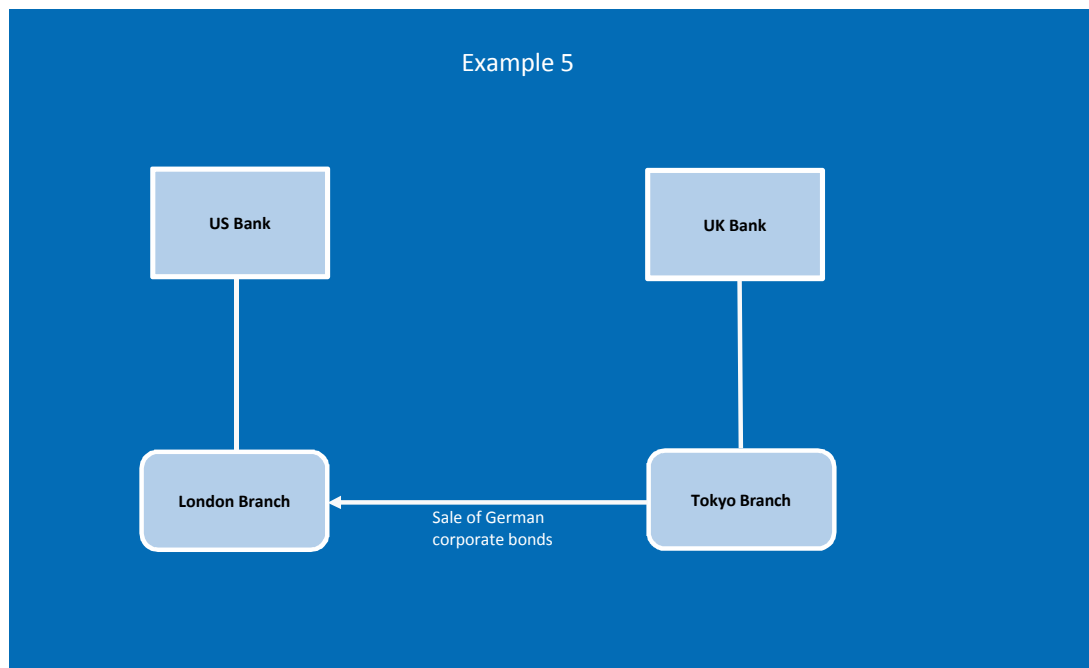 Example 5
US Bank
UK Bank
London Branch
Tokyo Branch
Sale of German
corporate bonds